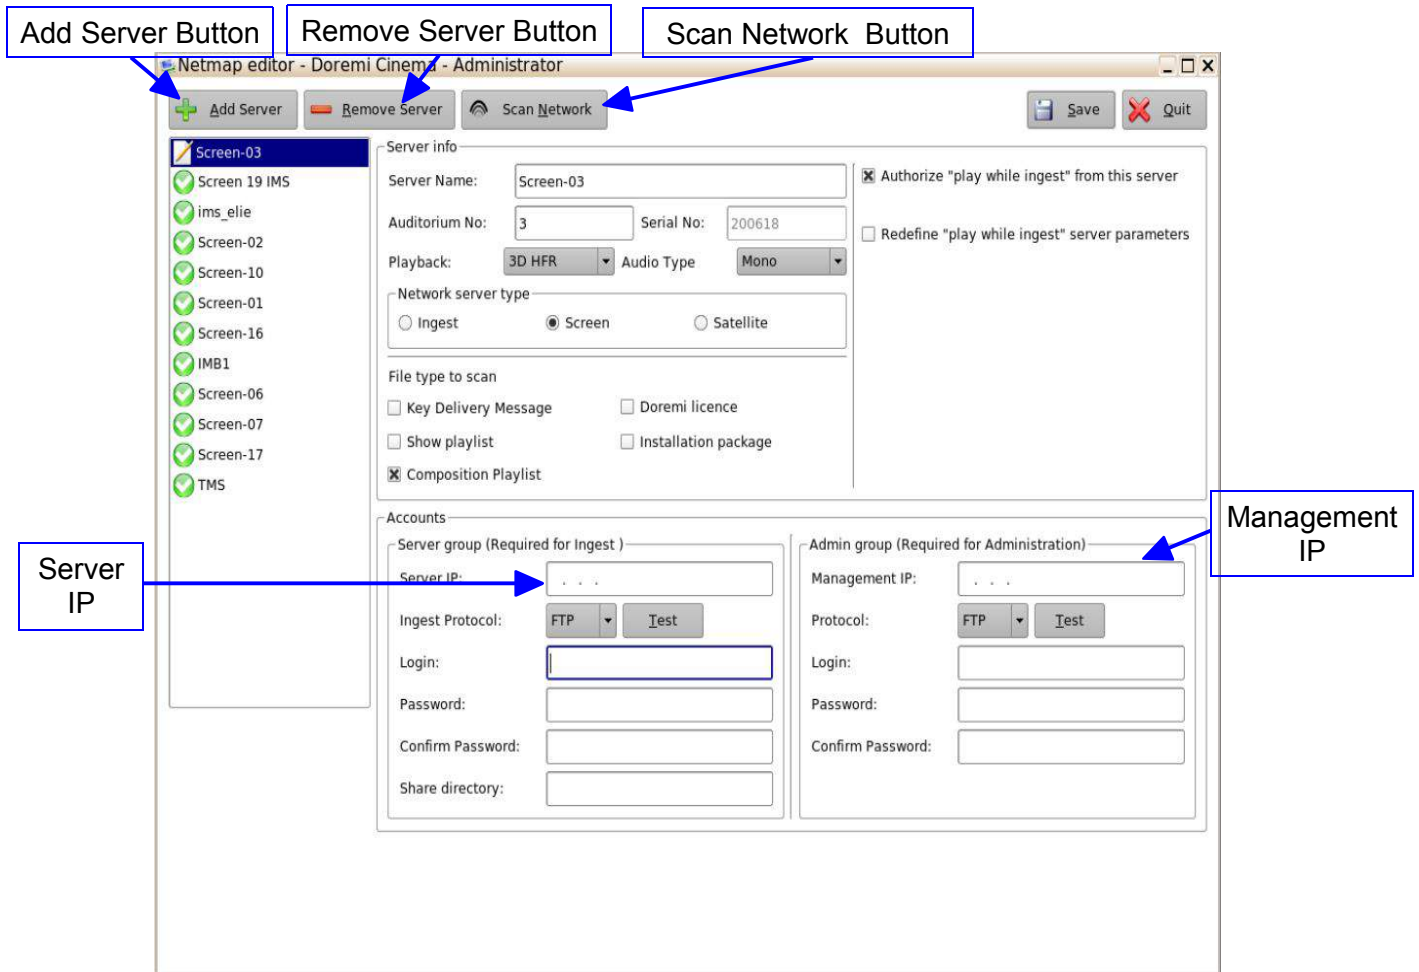 Add Server Button
Remove Server Button
Scan Network Button
Netmap editor - Doremi Cinema - Administrator
Add Server
Remove Server
Scan Network
Save
Quit
Screen-03
Screen 19 IMS
ims_elie
Screen-02
Screen-10
Screen-01
Screen-16
IMB1
Screen-06
Screen-07
Screen-17
TMS
Server info
Server Name: Screen-03
Auditorium No: 3 Serial No: 200618
Playback: 3D HFR Audio Type Mono
Network server type
Ingest Screen Satellite
File type to scan
Key Delivery Message Doremi licence
Show playlist Installation package
Composition Playlist
Authorize "play while ingest" from this server
Redefine "play while ingest" server parameters
Accounts
Server group (Required for Ingest )
Server IP: . . .
Ingest Protocol: FTP Test
Login:
Password:
Confirm Password:
Share directory:
Admin group (Required for Administration)
Management IP: . . .
Protocol: FTP Test
Login:
Password:
Confirm Password:
Server
IP
Management
IP